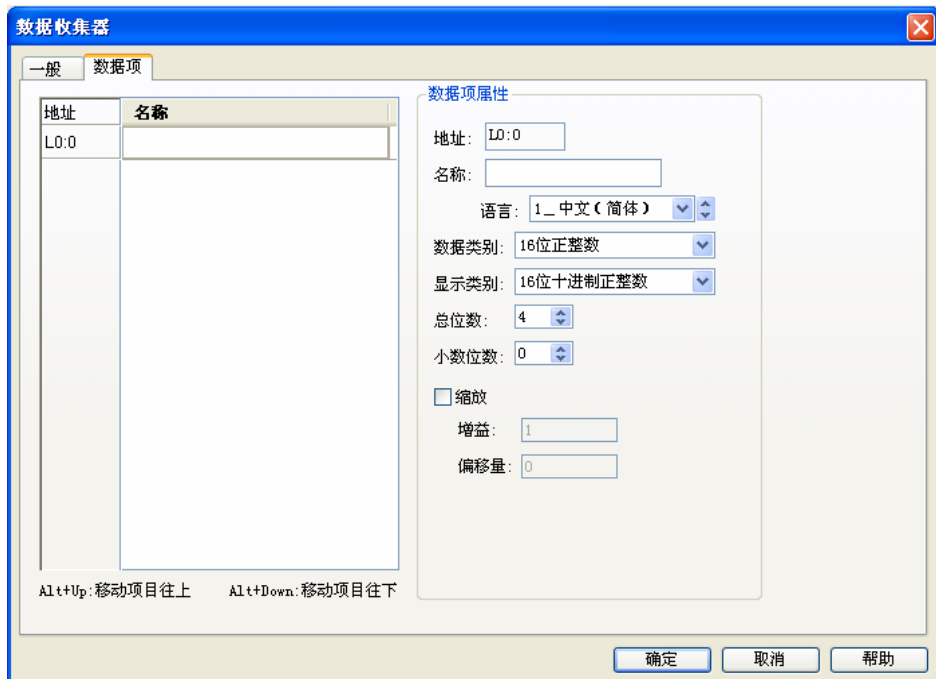 数据收集器
一般 数据项
地址 名称
L0:0
数据项属性
地址: L0:0
名称:
语言: 1_中文(简体)
数据类别: 16位正整数
显示类别: 16位十进制正整数
总位数: 4
小数位数: 0
缩放
增益: 1
偏移量: 0
Alt+Up:移动项目往上 Alt+Down:移动项目往下
确定 取消 帮助